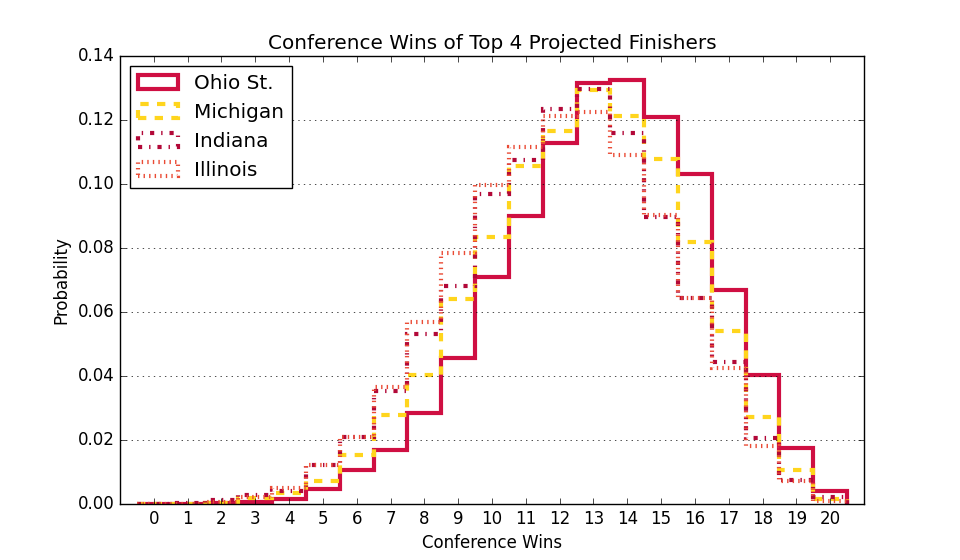 Conference Wins of Top 4 Projected Finishers
0.14
0.12
0.10
0.08
0.06
0.04
0.02
0.00
Probability
Ohio St.
Michigan
Indiana
Illinois
0 1 2 3 4 5 6 7 8 9 10 11 12 13 14 15 16 17 18 19 20
Conference Wins